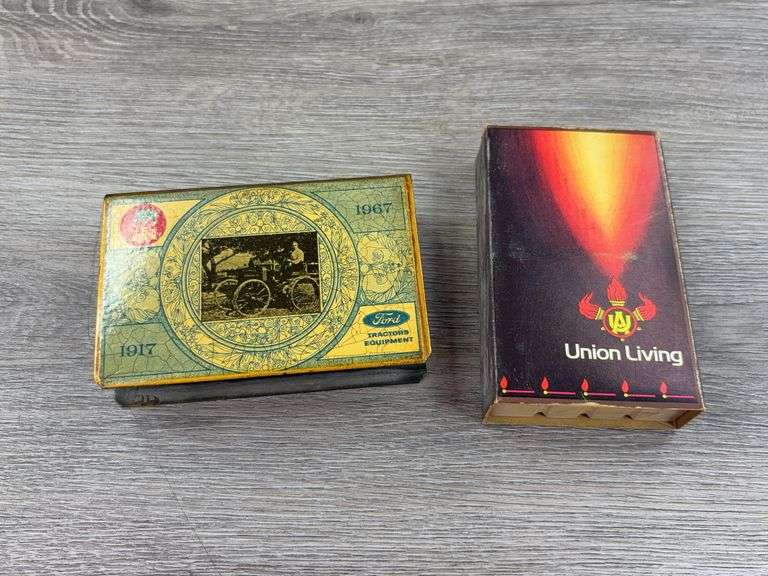 1967
1917
Ford
TRACTORS
EQUIPMENT
Union Living